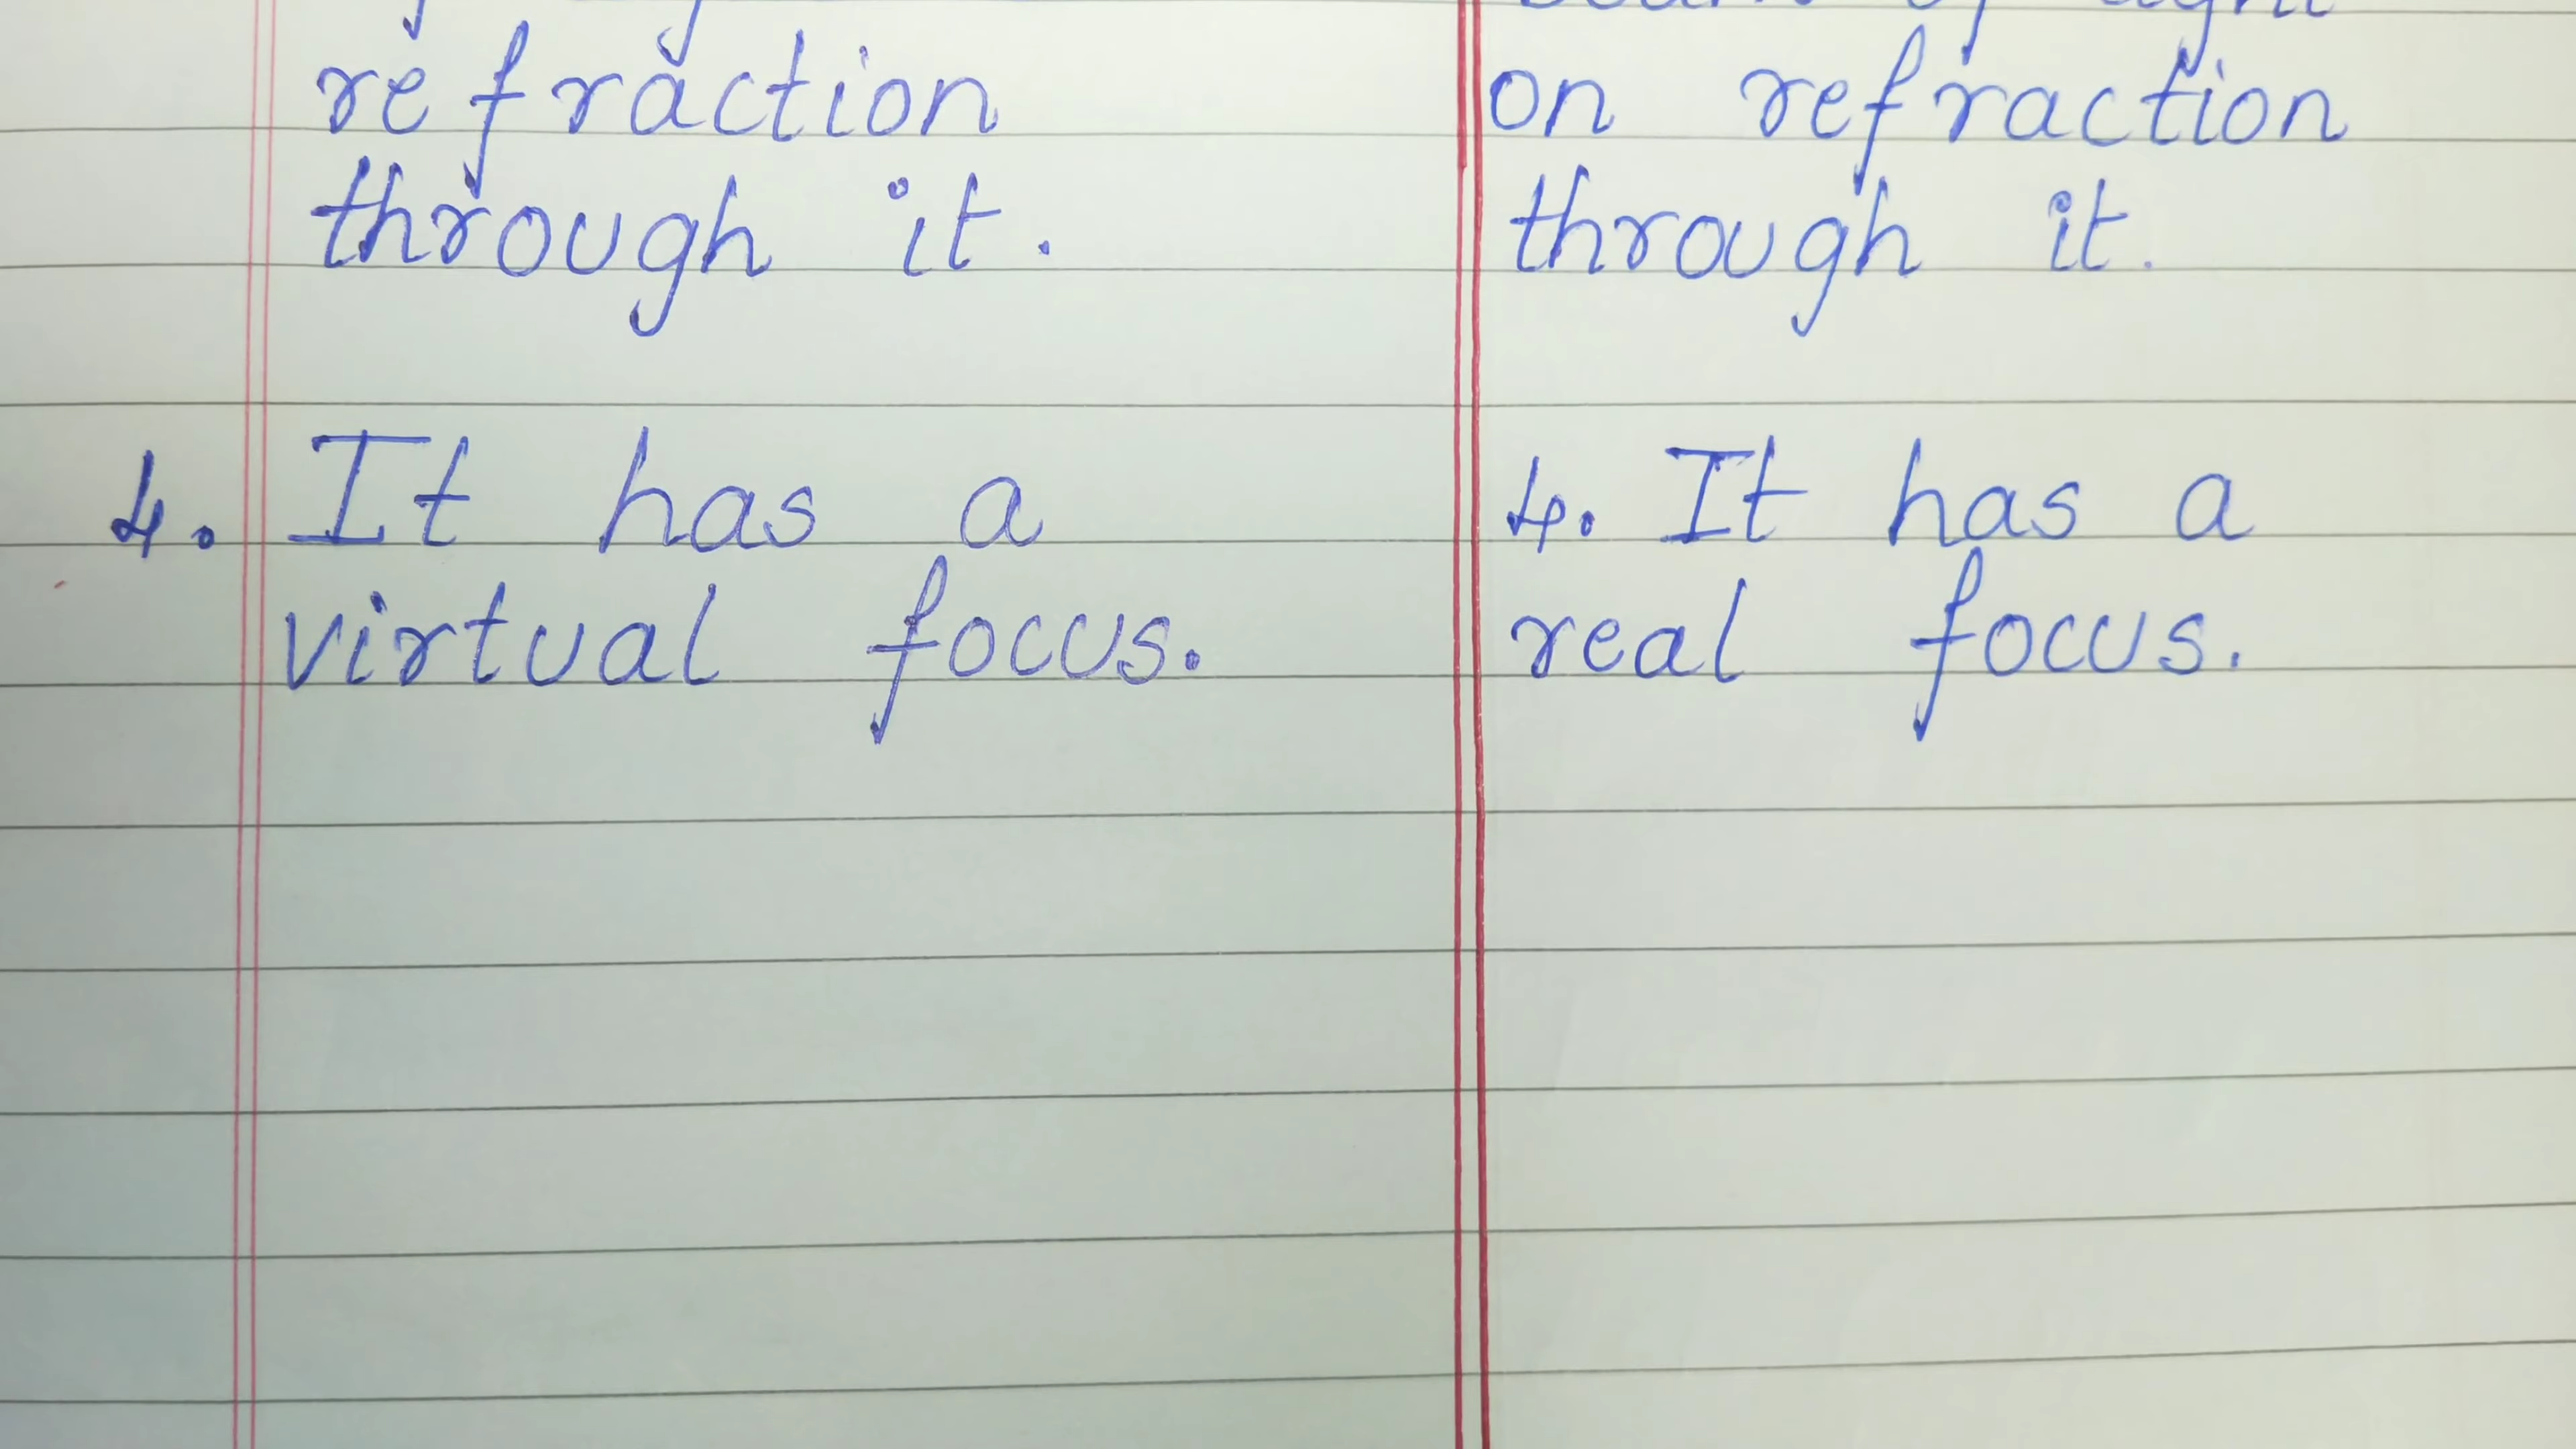 refraction
through it.
4. It has a
virtual focus.
on refraction
through it.
4. It has a
real focus.